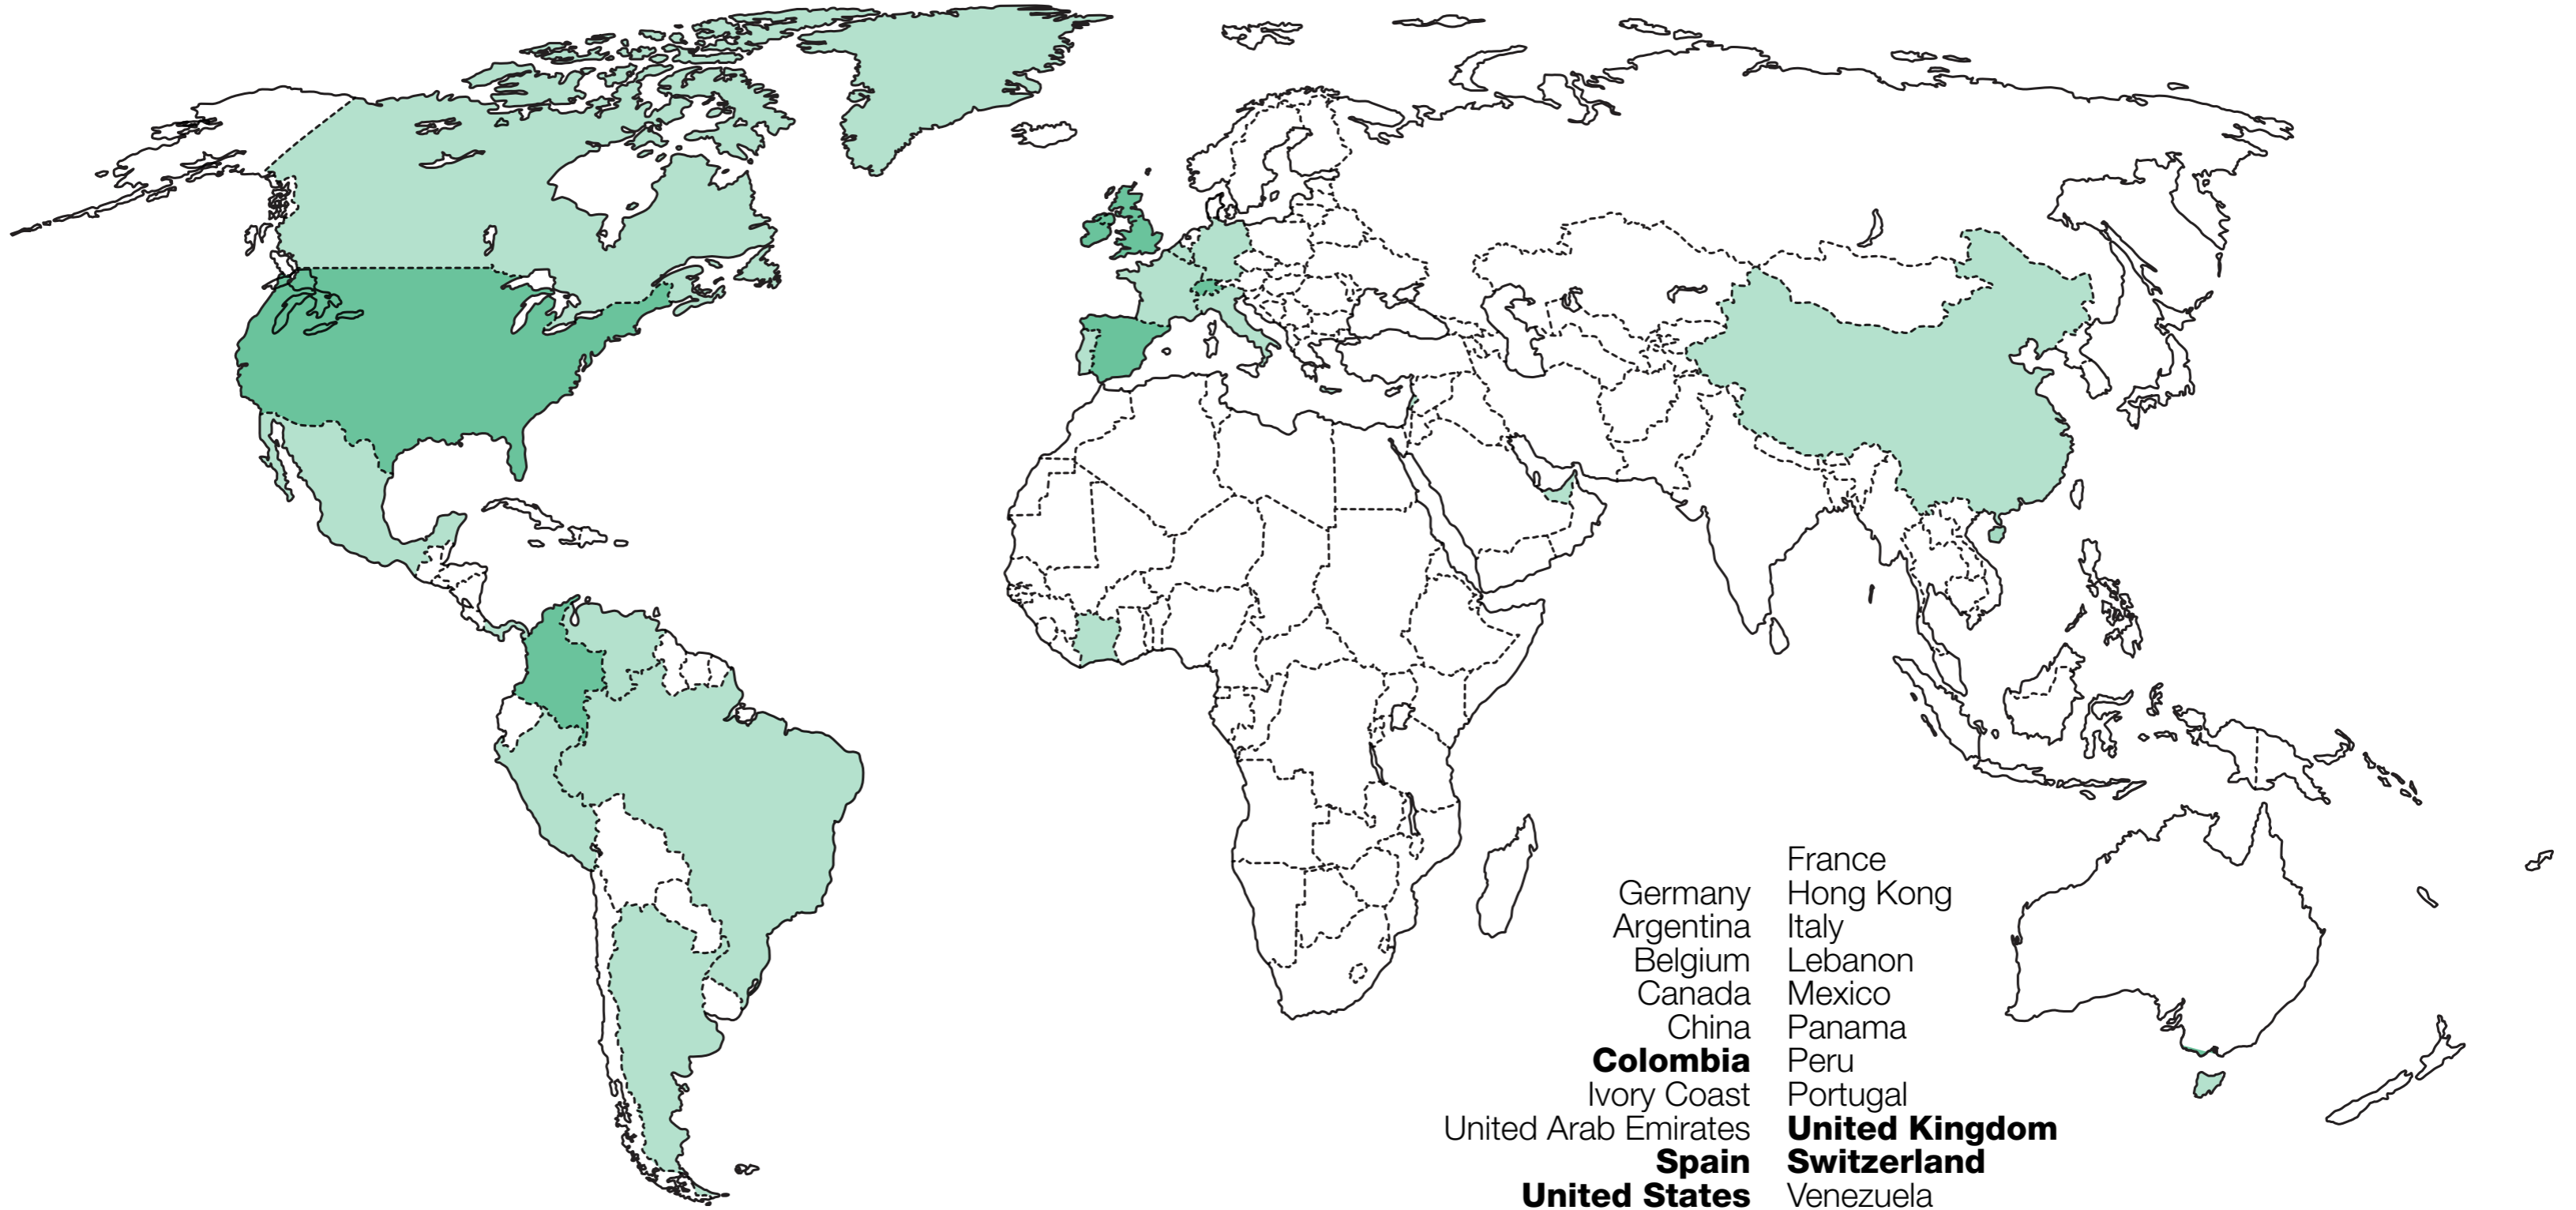 Germany
Argentina
Belgium
Canada
China
Colombia
Ivory Coast
United Arab Emirates
Spain
United States
France
Hong Kong
Italy
Lebanon
Mexico
Panama
Peru
Portugal
United Kingdom
Switzerland
Venezuela